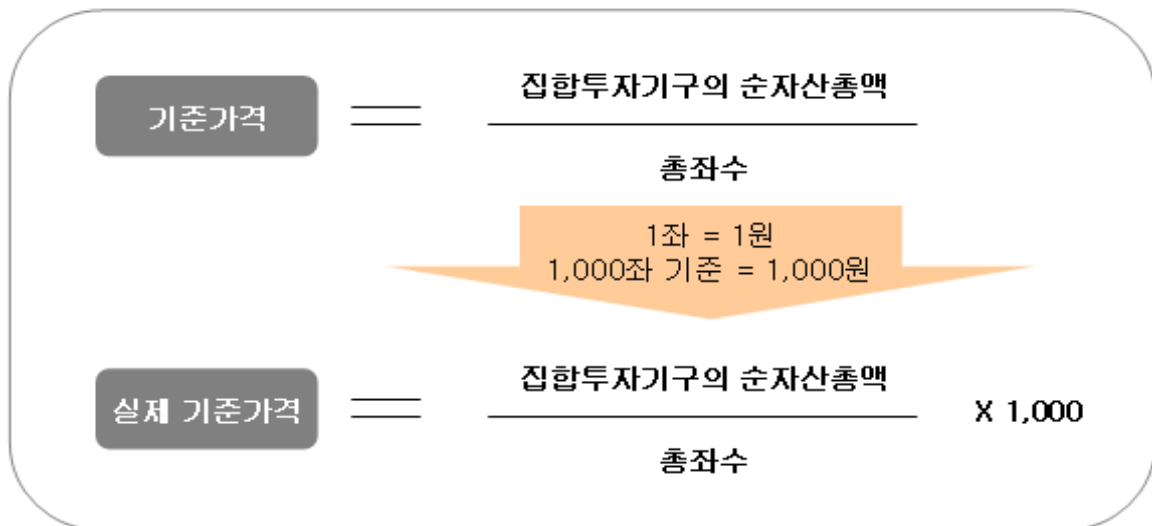 집합투자기구의 순자산총액
기준가격
총좌수
1좌 = 1원
1,000좌 기준 = 1,000원
집합투자기구의 순자산총액
실제 기준가격
X 1,000
총좌수